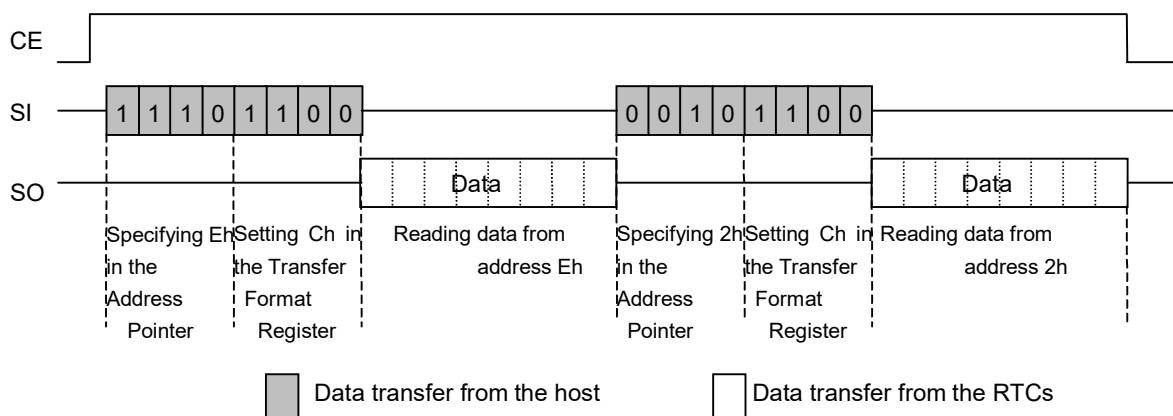 CE
SI
1 1 1 0 1 1 0 0
0 0 1 0 1 1 0 0
SO
Data
Data
Specifying Eh
in the
Address
Pointer
Setting Ch in
the Transfer
Format
Register
Reading data from
address Eh
Specifying 2h
in the
Address
Pointer
Setting Ch in
the Transfer
Format
Register
Reading data from
address 2h
Data transfer from the host
Data transfer from the RTCs